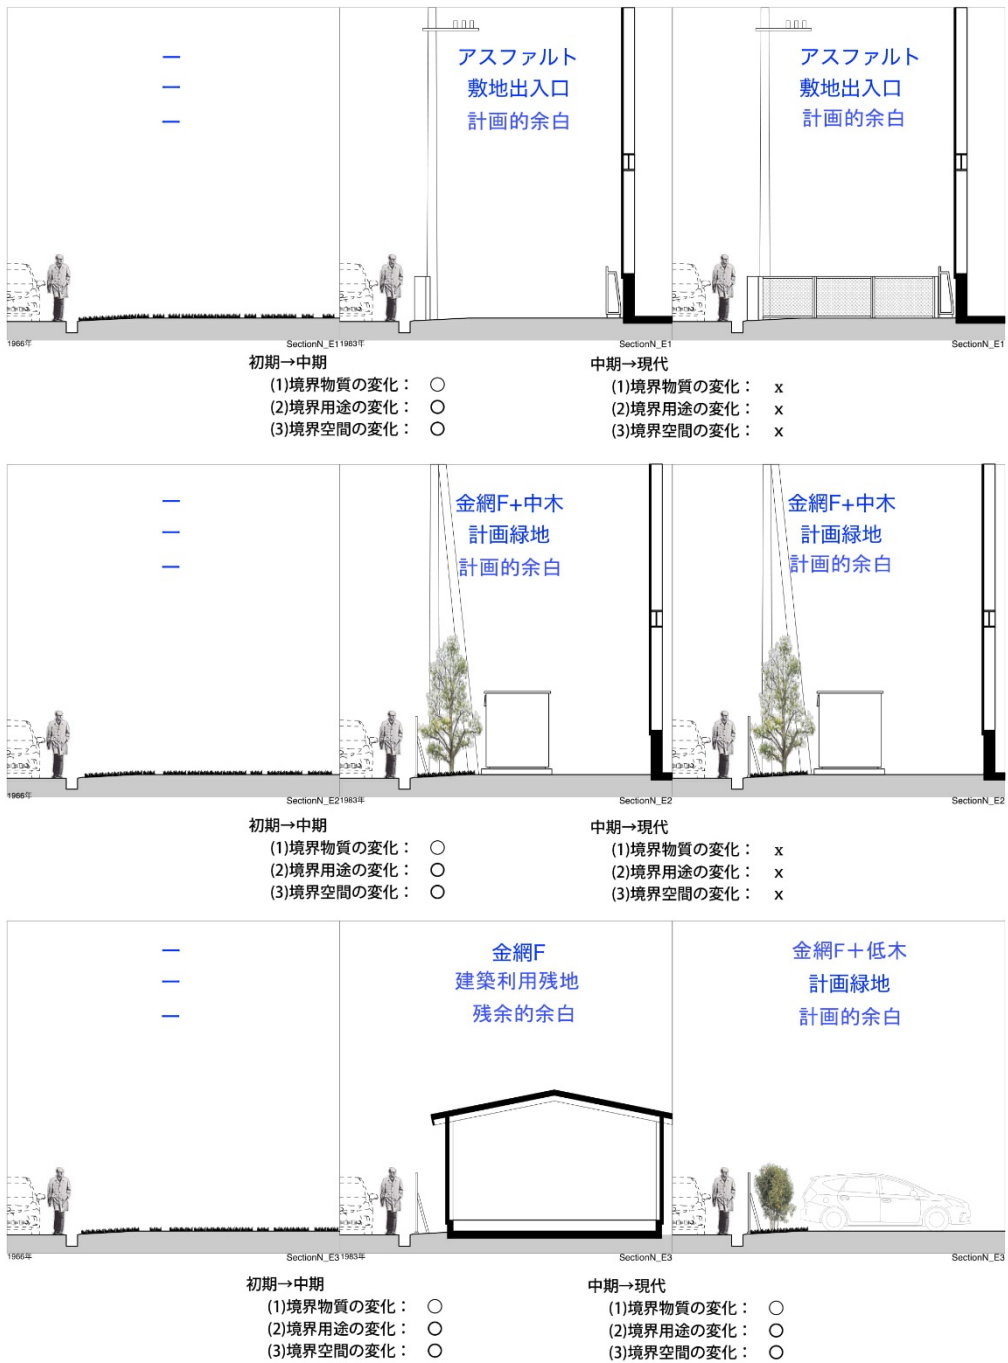 —
—
—
アスファルト
敷地出入口
計画的余白
アスファルト
敷地出入口
計画的余白
1966年
SectionN_E1
1983年
SectionN_E1
SectionN_E1
初期→中期
(1)境界物質の変化： ○
(2)境界用途の変化： ○
(3)境界空間の変化： ○
中期→現代
(1)境界物質の変化： x
(2)境界用途の変化： x
(3)境界空間の変化： x
—
—
—
金網F+中木
計画緑地
計画的余白
金網F+中木
計画緑地
計画的余白
1966年
SectionN_E2
1983年
SectionN_E2
SectionN_E2
初期→中期
(1)境界物質の変化： ○
(2)境界用途の変化： ○
(3)境界空間の変化： ○
中期→現代
(1)境界物質の変化： x
(2)境界用途の変化： x
(3)境界空間の変化： x
—
—
—
金網F
建築利用残地
残余的余白
金網F＋低木
計画緑地
計画的余白
1966年
SectionN_E3
1983年
SectionN_E3
SectionN_E3
初期→中期
(1)境界物質の変化： ○
(2)境界用途の変化： ○
(3)境界空間の変化： ○
中期→現代
(1)境界物質の変化： ○
(2)境界用途の変化： ○
(3)境界空間の変化： ○